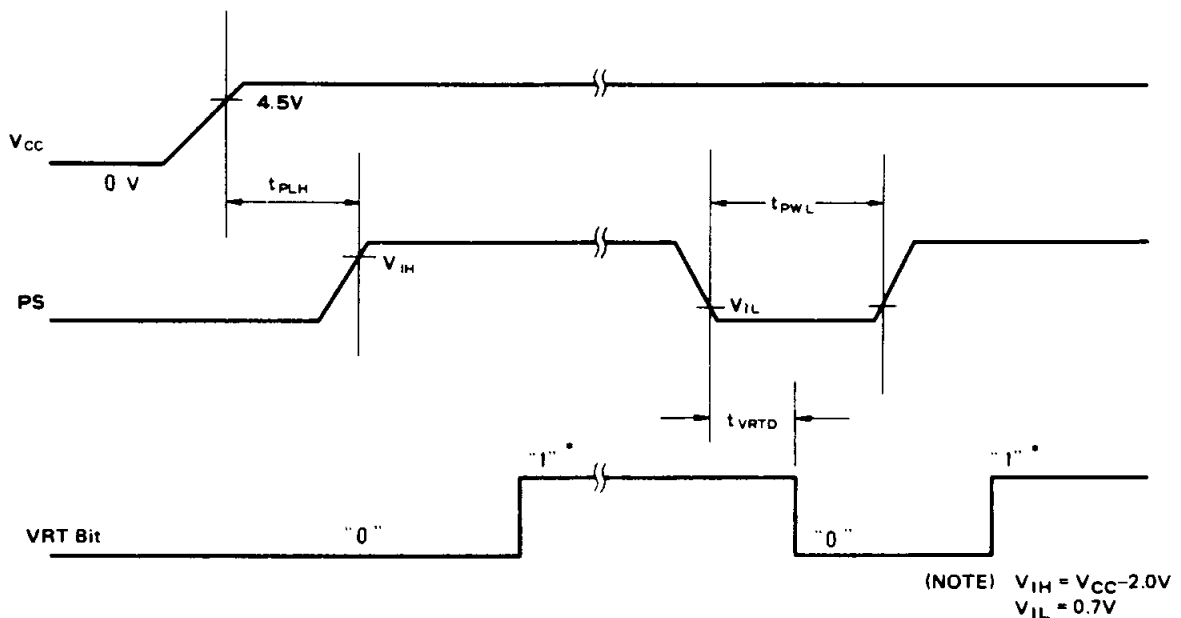 4.5V
VCC
0 V
tPLH
tPWL
VIH
PS
VIL
tVRTD
"1" *
"1" *
VRT Bit
"0"
"0"
(NOTE) VIH = VCC-2.0V
VIL = 0.7V